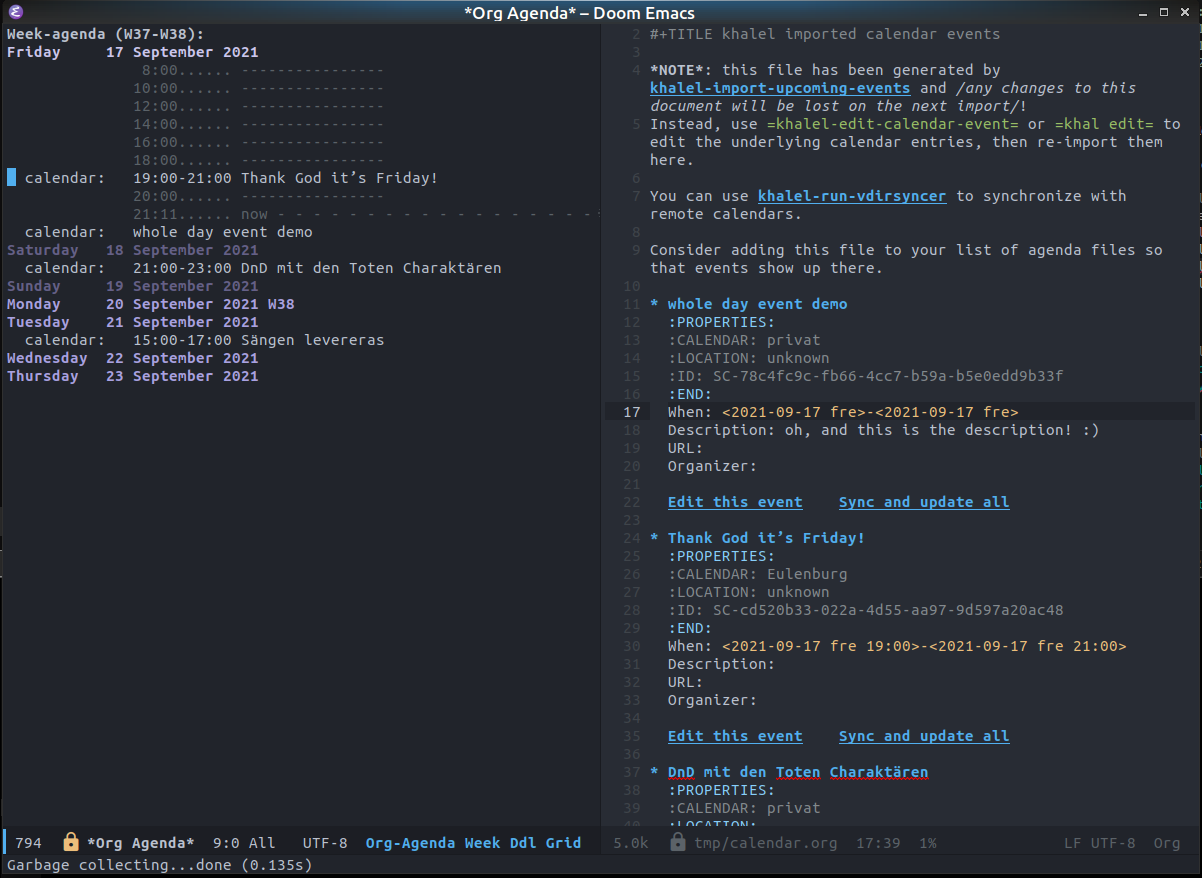 *Org Agenda* – Doom Emacs
Week-agenda (W37-W38):
Friday     17 September 2021
8:00...... ----------------
10:00...... ----------------
12:00...... ----------------
14:00...... ----------------
16:00...... ----------------
18:00...... ----------------
calendar:   19:00-21:00 Thank God it’s Friday!
20:00...... ----------------
21:11...... now - - - - - - - - - - - - - - - - - -
calendar:   whole day event demo
Saturday   18 September 2021
calendar:   21:00-23:00 DnD mit den Toten Charaktären
Sunday     19 September 2021
Monday     20 September 2021 W38
Tuesday    21 September 2021
calendar:   15:00-17:00 Sängen levereras
Wednesday  22 September 2021
Thursday   23 September 2021
2 #+TITLE khalel imported calendar events
3
4 *NOTE*: this file has been generated by
khalel-import-upcoming-events and /any changes to this
document will be lost on the next import/!
5 Instead, use =khalel-edit-calendar-event= or =khal edit= to
edit the underlying calendar entries, then re-import them
here.
6
7 You can use khalel-run-vdirsyncer to synchronize with
remote calendars.
8
9 Consider adding this file to your list of agenda files so
that events show up there.
10
11 * whole day event demo
12 :PROPERTIES:
13 :CALENDAR: privat
14 :LOCATION: unknown
15 :ID: SC-78c4fc9c-fb66-4cc7-b59a-b5e0edd9b33f
16 :END:
17 When: <2021-09-17 fre>-<2021-09-17 fre>
18 Description: oh, and this is the description! :)
19 URL:
20 Organizer:
21
22 Edit this event    Sync and update all
23
24 * Thank God it’s Friday!
25 :PROPERTIES:
26 :CALENDAR: Eulenburg
27 :LOCATION: unknown
28 :ID: SC-cd520b33-022a-4d55-aa97-9d597a20ac48
29 :END:
30 When: <2021-09-17 fre 19:00>-<2021-09-17 fre 21:00>
31 Description:
32 URL:
33 Organizer:
34
35 Edit this event    Sync and update all
36
37 * DnD mit den Toten Charaktären
38 :PROPERTIES:
39 :CALENDAR: privat
40 :LOCATION:
794 *Org Agenda*  9:0 All   UTF-8  Org-Agenda Week Ddl Grid
5.0k tmp/calendar.org  17:39  1%   LF UTF-8  Org
Garbage collecting...done (0.135s)